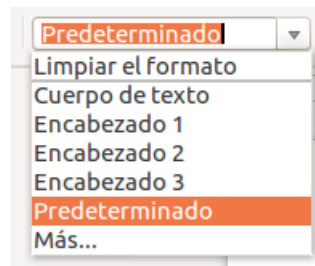 Predeterminado
Limpiar el formato
Cuerpo de texto
Encabezado 1
Encabezado 2
Encabezado 3
Predeterminado
Más...